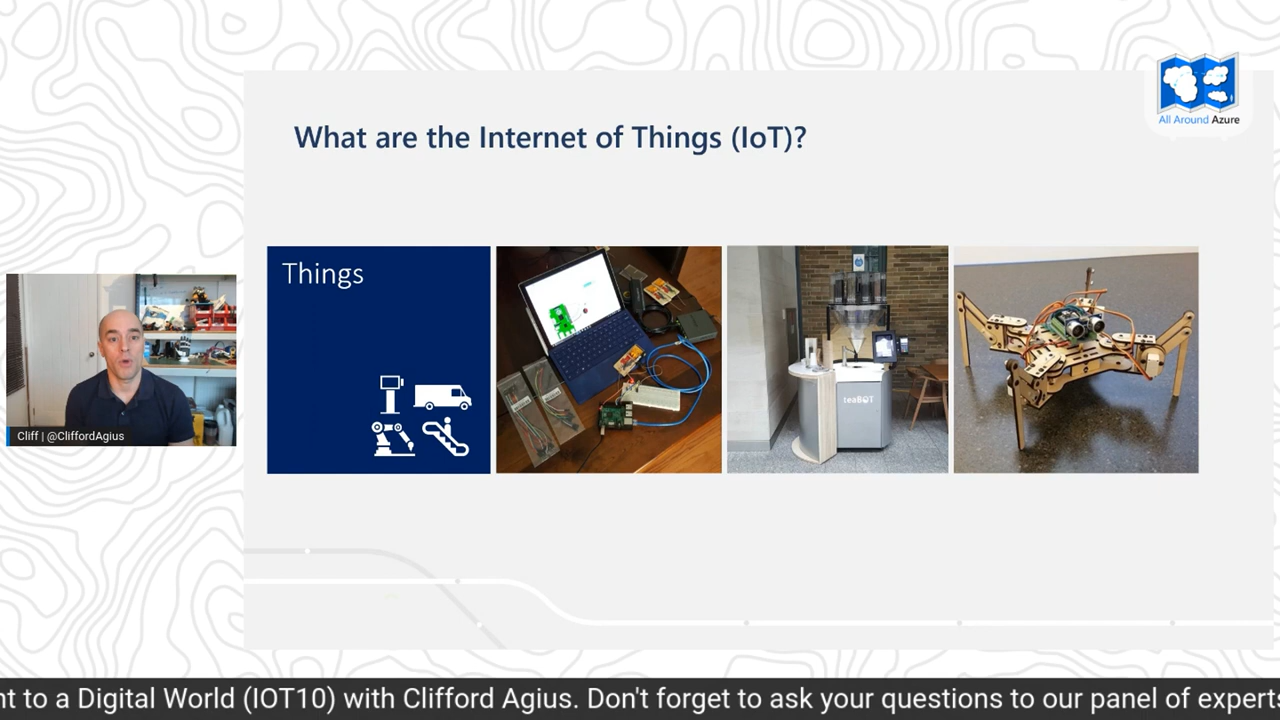 What are the Internet of Things (IoT)?
All Around Azure
Things
teaBOT
Cliff | @CliffordAgius
nt to a Digital World (IOT10) with Clifford Agius. Don't forget to ask your questions to our panel of experts